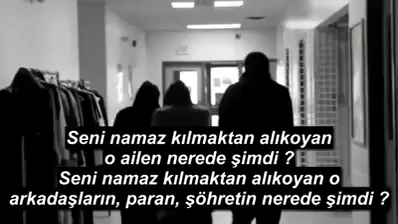 Seni namaz kılmaktan alıkoyan
o ailen nerede şimdi ?
Seni namaz kılmaktan alıkoyan o
arkadaşların, paran, şöhretin nerede şimdi ?